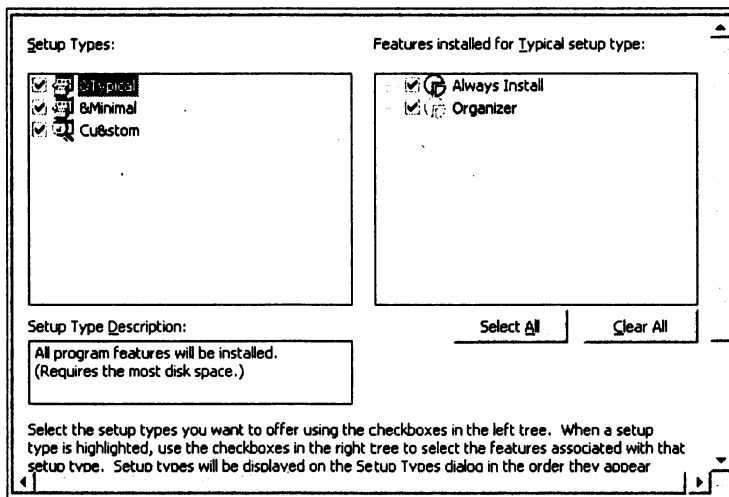 Setup Types:
Features installed for Typical setup type:
&Typical
&Minimal
Cu&stom
Always Install
Organizer
Setup Type Description:
Select All
Clear All
All program features will be installed.
(Requires the most disk space.)
Select the setup types you want to offer using the checkboxes in the left tree. When a setup
type is highlighted, use the checkboxes in the right tree to select the features associated with that
setup type. Setup types will be displayed on the Setup Types dialog in the order they appear